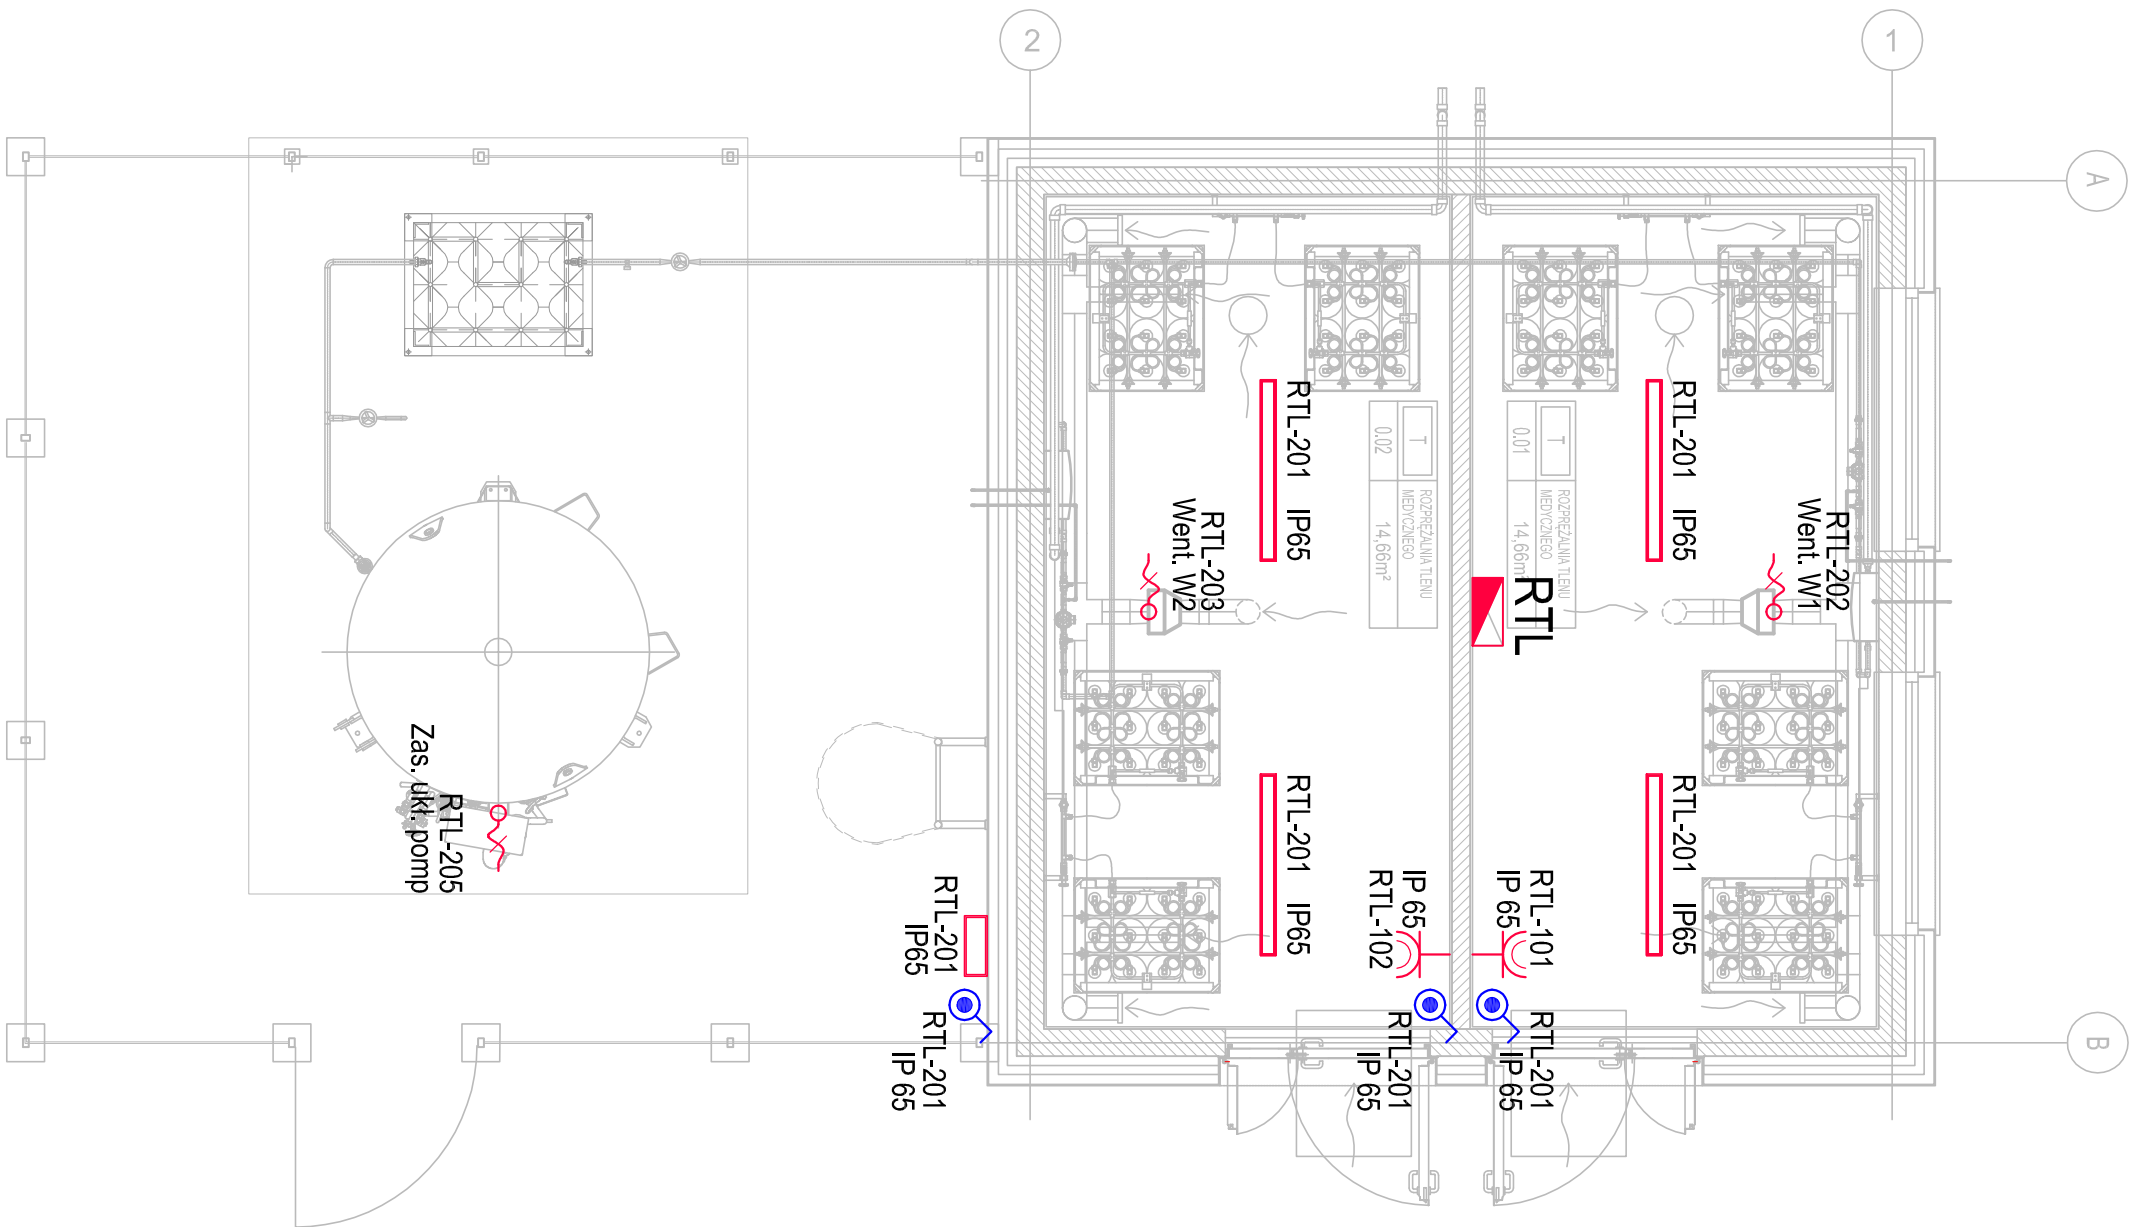 2
1
A
B
RTL-201 IP65
RTL-201 IP65
RTL-201 IP65
RTL-201 IP65
T
0.02
ROZPRĘŻALNIA TLENU
MEDYCZNEGO
14,66m²
T
0.01
ROZPRĘŻALNIA TLENU
MEDYCZNEGO
14,66m²
RTL-203
Went. W2
RTL-202
Went. W1
RTL
RTL-205
Zas. ukł. pomp
RTL-201
IP65
IP 65
RTL-102
RTL-101
IP 65
RTL-201
IP 65
RTL-201
IP 65
RTL-201
IP 65